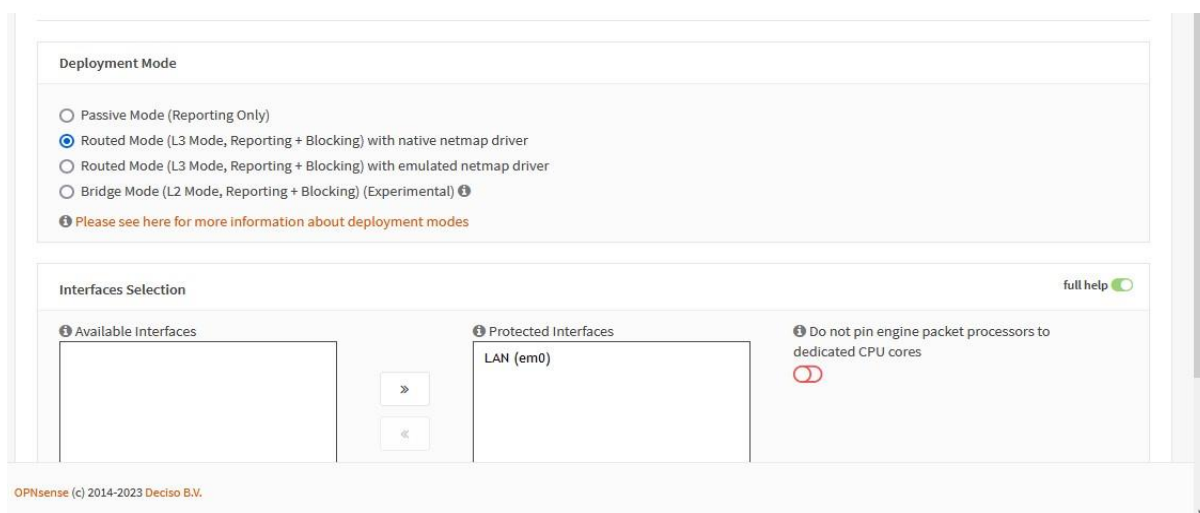 Deployment Mode
Passive Mode (Reporting Only)
Routed Mode (L3 Mode, Reporting + Blocking) with native netmap driver
Routed Mode (L3 Mode, Reporting + Blocking) with emulated netmap driver
Bridge Mode (L2 Mode, Reporting + Blocking) (Experimental)
Please see here for more information about deployment modes
Interfaces Selection
full help
Available Interfaces
Protected Interfaces
Do not pin engine packet processors to
dedicated CPU cores
LAN (em0)
»
«
OPNsense (c) 2014-2023 Deciso B.V.